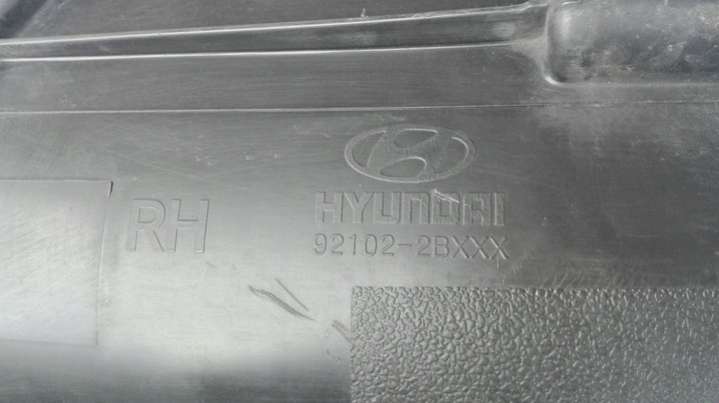 RH
HYUNDAI
92102-2BXXX